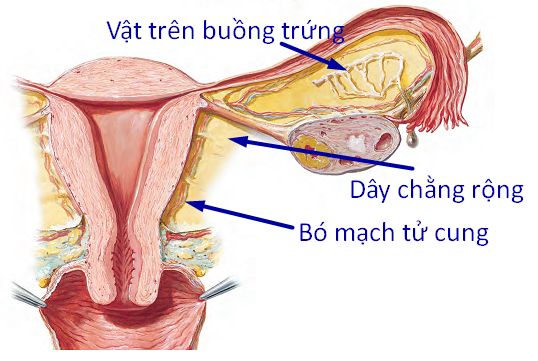 Vật trên buồng trứng
Dây chằng rộng
Bó mạch tử cung